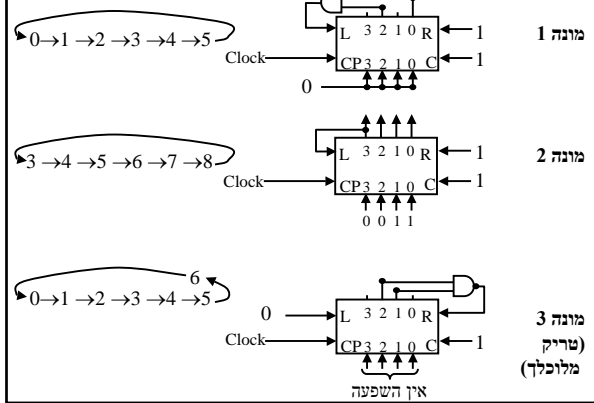 מונה 1
0→1→2→3→4→5
L 3 2 1 0 R 1
Clock CP 3 2 1 0 C 1
0
מונה 2
3→4→5→6→7→8
L 3 2 1 0 R 1
Clock CP 3 2 1 0 C 1
0 0 1 1
מונה 3
(טריק
מלוכלך)
6
0→1→2→3→4→5
0 L 3 2 1 0 R
Clock CP 3 2 1 0 C 1
אין השפעה